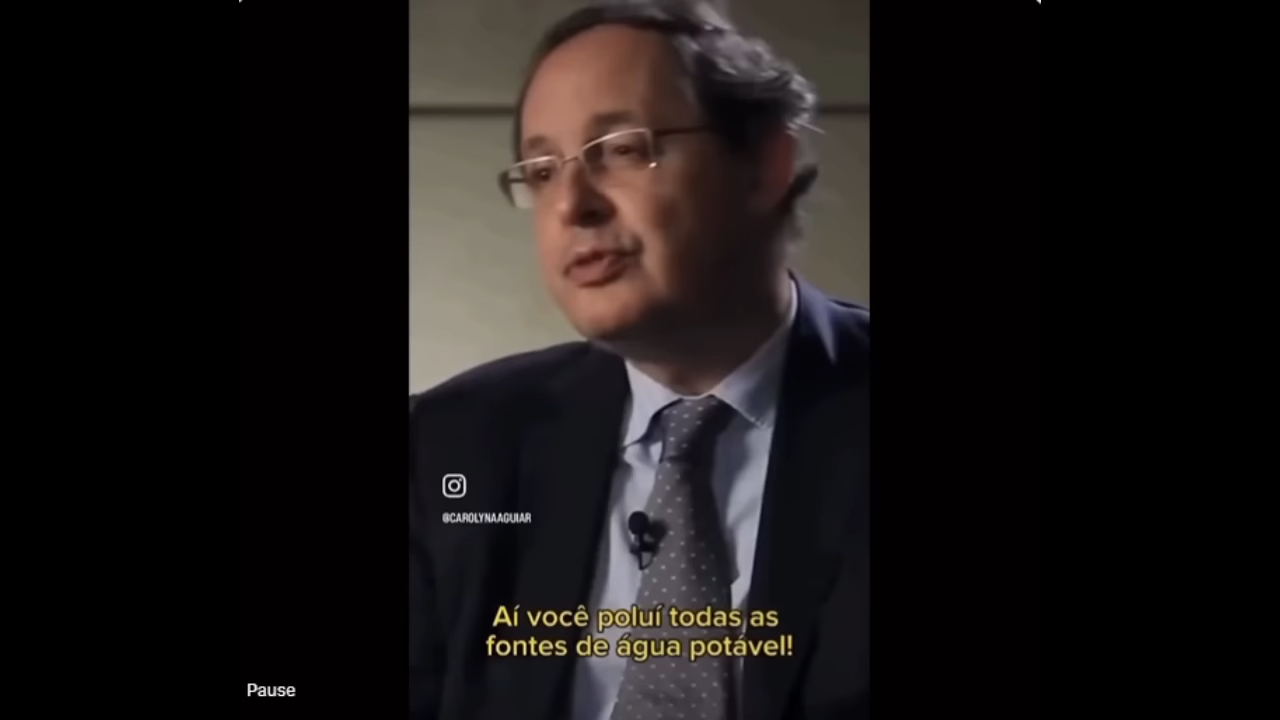 @CAROLYNAAGUIAR
Aí você poluí todas as
fontes de água potável!
Pause